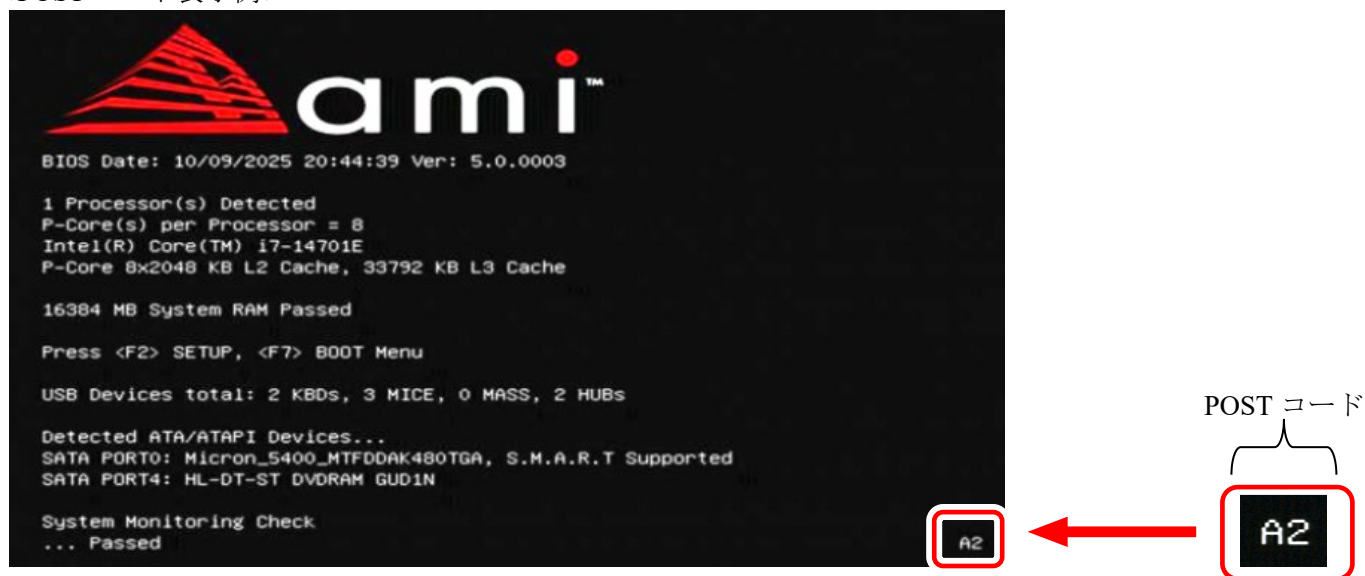 ami™
BIOS Date: 10/09/2025 20:44:39 Ver: 5.0.0003
1 Processor(s) Detected
P-Core(s) per Processor = 8
Intel(R) Core(TM) i7-14701E
P-Core 8x2048 KB L2 Cache, 33792 KB L3 Cache
16384 MB System RAM Passed
Press <F2> SETUP, <F7> BOOT Menu
USB Devices total: 2 KBDs, 3 MICE, 0 MASS, 2 HUBs
Detected ATA/ATAPI Devices...
SATA PORT0: Micron_5400_MTFDDAK480TGA, S.M.A.R.T Supported
SATA PORT4: HL-DT-ST DVDRAM GUD1N
System Monitoring Check
... Passed
A2
POST コード
A2